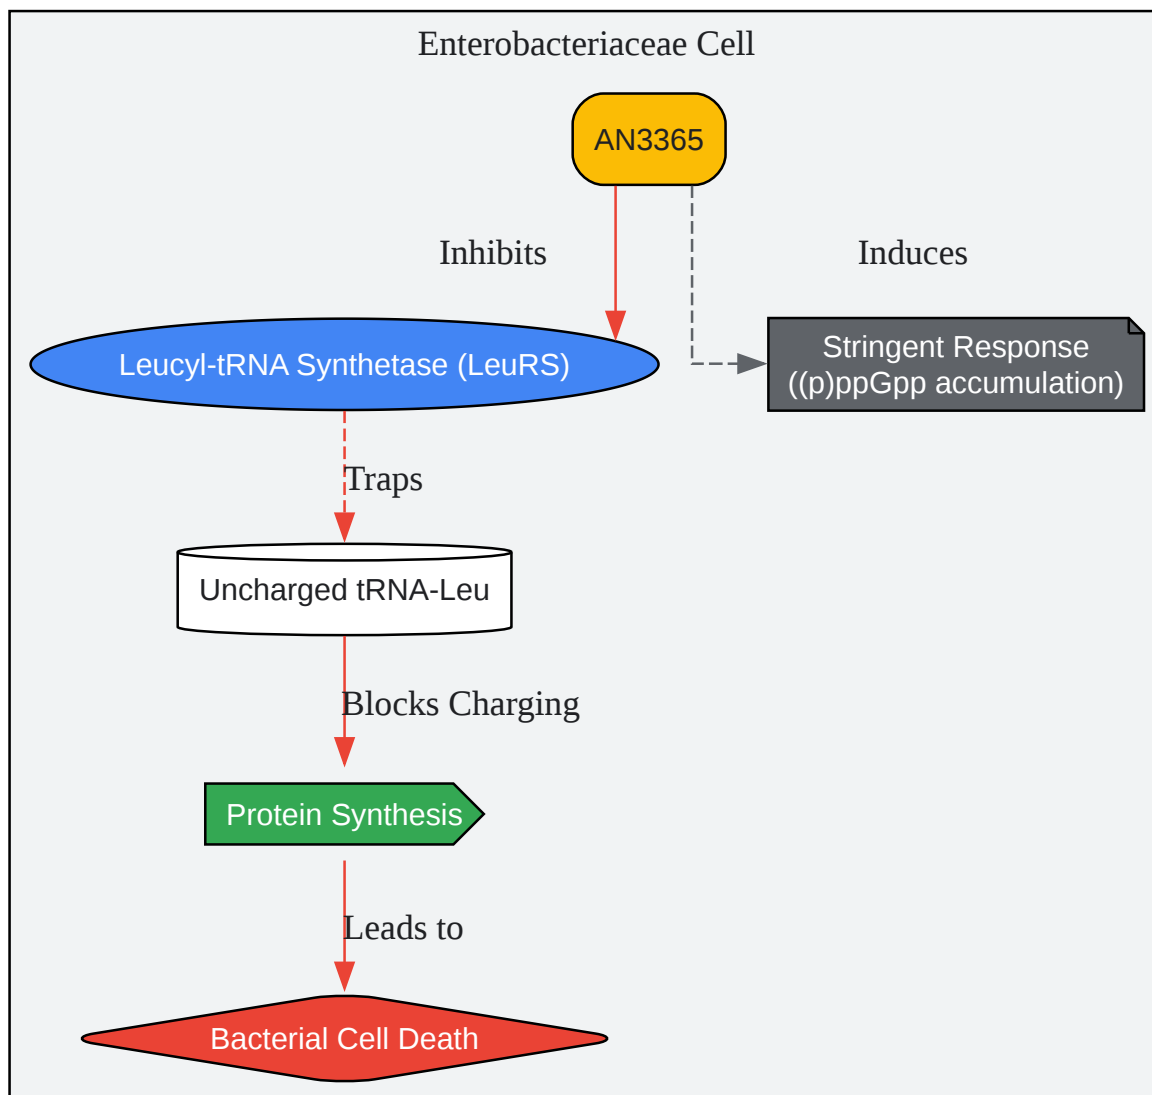 Enterobacteriaceae Cell
AN3365
Inhibits
Induces
Leucyl-tRNA Synthetase (LeuRS)
Stringent Response
((p)ppGpp accumulation)
Traps
Uncharged tRNA-Leu
Blocks Charging
Protein Synthesis
Leads to
Bacterial Cell Death